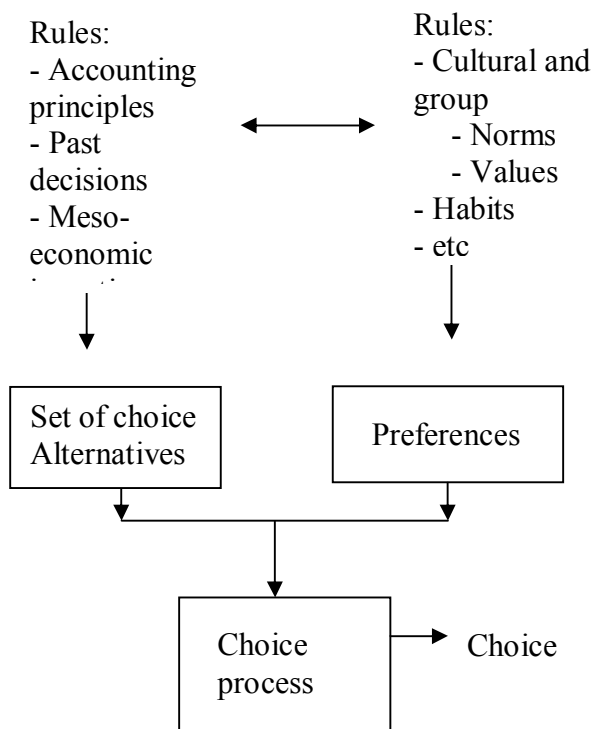 Rules:
- Accounting
principles
- Past
decisions
- Meso-
economic
Rules:
- Cultural and
group
- Norms
- Values
- Habits
- etc
Set of choice
Alternatives
Preferences
Choice
process
Choice